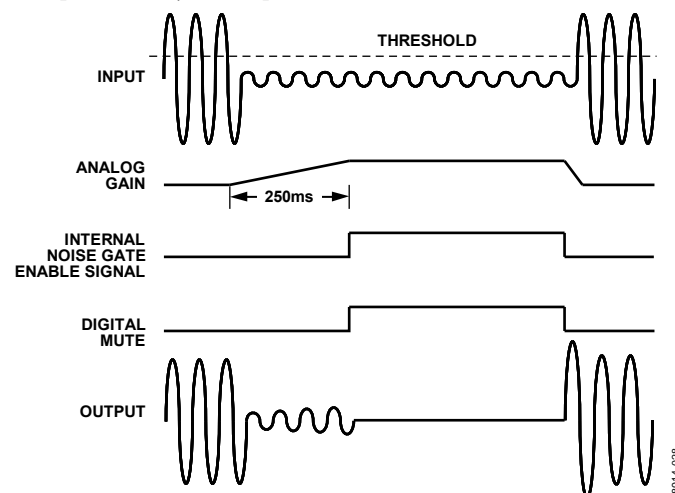 THRESHOLD
INPUT
ANALOG
GAIN
250ms
INTERNAL
NOISE GATE
ENABLE SIGNAL
DIGITAL
MUTE
OUTPUT